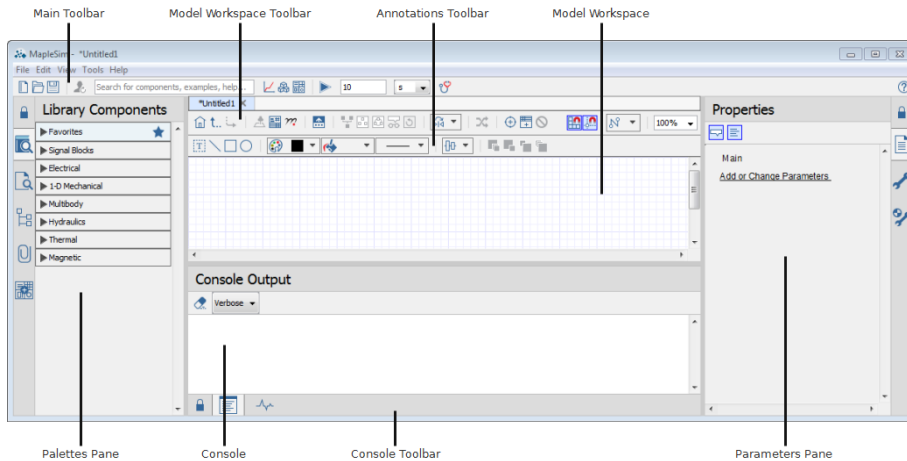 Main Toolbar
Model Workspace Toolbar
Annotations Toolbar
Model Workspace
MapleSim - *Untitled1
File Edit View Tools Help
Search for components, examples, help...
10
s
Library Components
*Untitled1 X
Properties
Favorites
Signal Blocks
Electrical
1-D Mechanical
Multibody
Hydraulics
Thermal
Magnetic
100%
T
Main
Add or Change Parameters
Console Output
Verbose
Palettes Pane
Console
Console Toolbar
Parameters Pane